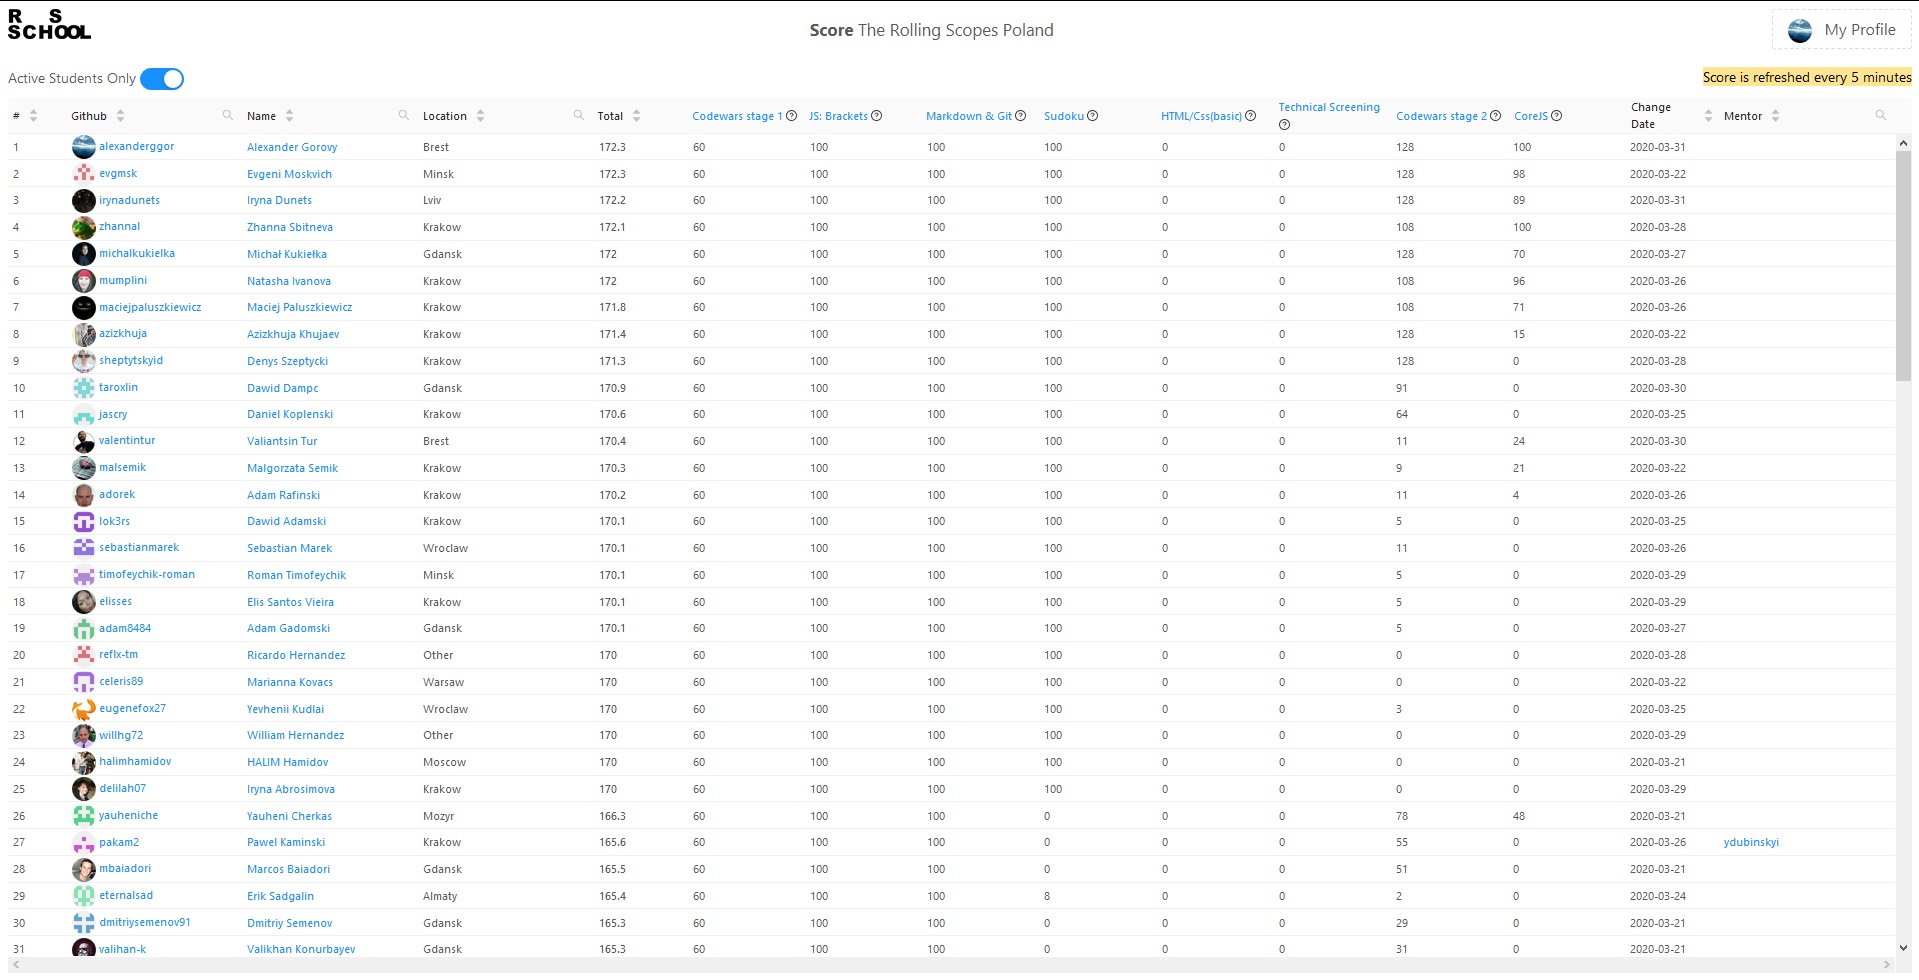 R S
SCHOOL
Score The Rolling Scopes Poland
My Profile
Active Students Only
Score is refreshed every 5 minutes
# Github Name Location Total Codewars stage 1 JS: Brackets Markdown & Git Sudoku HTML/Css(basic) Technical Screening Codewars stage 2 CoreJS Change Date Mentor
1 alexanderggor Alexander Gorovy Brest 172.3 60 100 100 100 0 0 128 100 2020-03-31
2 evgmsk Evgeni Moskvich Minsk 172.3 60 100 100 100 0 0 128 98 2020-03-22
3 irynadunets Iryna Dunets Lviv 172.2 60 100 100 100 0 0 128 89 2020-03-31
4 zhannal Zhanna Sbitneva Krakow 172.1 60 100 100 100 0 0 108 100 2020-03-28
5 michalkukielka Michał Kukiełka Gdansk 172 60 100 100 100 0 0 128 70 2020-03-27
6 mumplini Natasha Ivanova Krakow 172 60 100 100 100 0 0 108 96 2020-03-26
7 maciejpaluszkiewicz Maciej Paluszkiewicz Krakow 171.8 60 100 100 100 0 0 108 71 2020-03-26
8 azizkhuja Azizkhuja Khujaev Krakow 171.4 60 100 100 100 0 0 128 15 2020-03-22
9 sheptytskyid Denys Szeptycki Krakow 171.3 60 100 100 100 0 0 128 0 2020-03-28
10 taroxlin Dawid Dampc Gdansk 170.9 60 100 100 100 0 0 91 0 2020-03-30
11 jascry Daniel Koplenski Krakow 170.6 60 100 100 100 0 0 64 0 2020-03-25
12 valentintur Valiantsin Tur Brest 170.4 60 100 100 100 0 0 11 24 2020-03-30
13 malsemik Malgorzata Semik Krakow 170.3 60 100 100 100 0 0 9 21 2020-03-22
14 adorek Adam Rafinski Krakow 170.2 60 100 100 100 0 0 11 4 2020-03-26
15 lok3rs Dawid Adamski Krakow 170.1 60 100 100 100 0 0 5 0 2020-03-25
16 sebastianmarek Sebastian Marek Wroclaw 170.1 60 100 100 100 0 0 11 0 2020-03-26
17 timofeychik-roman Roman Timofeychik Minsk 170.1 60 100 100 100 0 0 5 0 2020-03-29
18 elisses Elis Santos Vieira Krakow 170.1 60 100 100 100 0 0 5 0 2020-03-29
19 adam8484 Adam Gadomski Gdansk 170.1 60 100 100 100 0 0 5 0 2020-03-27
20 reflx-tm Ricardo Hernandez Other 170 60 100 100 100 0 0 0 0 2020-03-28
21 celeris89 Marianna Kovacs Warsaw 170 60 100 100 100 0 0 0 0 2020-03-22
22 eugenefox27 Yevhenii Kudlai Wroclaw 170 60 100 100 100 0 0 3 0 2020-03-25
23 willhg72 William Hernandez Other 170 60 100 100 100 0 0 0 0 2020-03-29
24 halimhamidov HALIM Hamidov Moscow 170 60 100 100 100 0 0 0 0 2020-03-21
25 delilah07 Iryna Abrosimova Krakow 170 60 100 100 100 0 0 0 0 2020-03-29
26 yauheniche Yauheni Cherkas Mozyr 166.3 60 100 100 0 0 0 78 48 2020-03-21
27 pakam2 Pawel Kaminski Krakow 165.6 60 100 100 0 0 0 55 0 2020-03-26 ydubinskyi
28 mbaiadori Marcos Baiadori Gdansk 165.5 60 100 100 0 0 0 51 0 2020-03-21
29 eternalsad Erik Sadgalin Almaty 165.4 60 100 100 8 0 0 2 0 2020-03-24
30 dmitriysemenov91 Dmitriy Semenov Gdansk 165.3 60 100 100 0 0 0 29 0 2020-03-21
31 valihan-k Valikhan Konurbayev Gdansk 165.3 60 100 100 0 0 0 31 0 2020-03-21